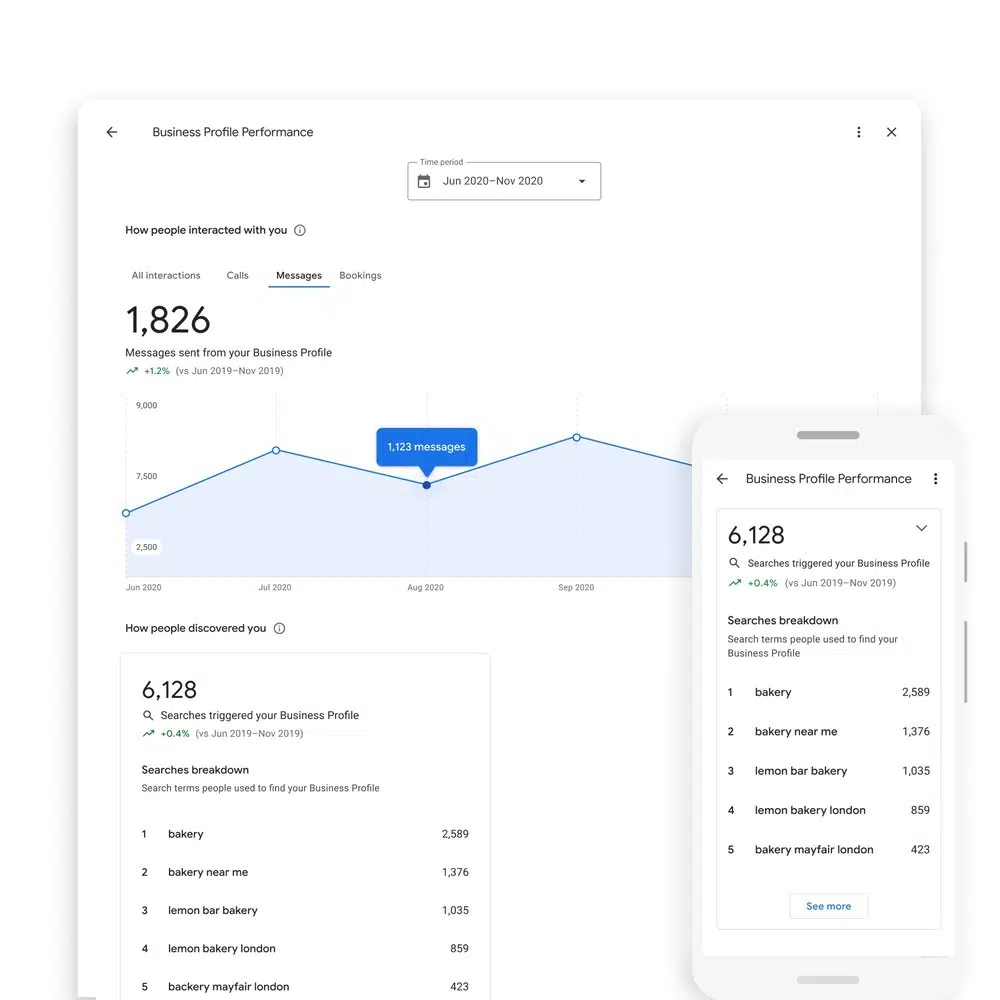 Business Profile Performance
Time period
Jun 2020–Nov 2020
How people interacted with you
All interactions Calls Messages Bookings
1,826
Messages sent from your Business Profile
+1.2% (vs Jun 2019–Nov 2019)
9,000
7,500
2,500
1,123 messages
Jun 2020 Jul 2020 Aug 2020 Sep 2020
How people discovered you
6,128
Searches triggered your Business Profile
+0.4% (vs Jun 2019–Nov 2019)
Searches breakdown
Search terms people used to find your Business Profile
1 bakery 2,589
2 bakery near me 1,376
3 lemon bar bakery 1,035
4 lemon bakery london 859
5 backery mayfair london 423
Business Profile Performance
6,128
Searches triggered your Business Profile
+0.4% (vs Jun 2019–Nov 2019)
Searches breakdown
Search terms people used to find your
Business Profile
1 bakery 2,589
2 bakery near me 1,376
3 lemon bar bakery 1,035
4 lemon bakery london 859
5 bakery mayfair london 423
See more